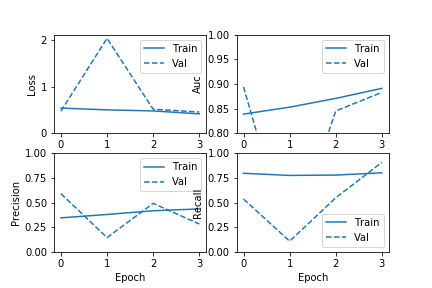 Loss
2
1
0
0 1 2 3
Train
Val
Auc
1.00
0.95
0.90
0.85
0.80
0 1 2 3
Train
Val
Precision
1.00
0.75
0.50
0.25
0.00
0 1 2 3
Epoch
Train
Val
Recall
1.00
0.75
0.50
0.25
0.00
0 1 2 3
Epoch
Train
Val